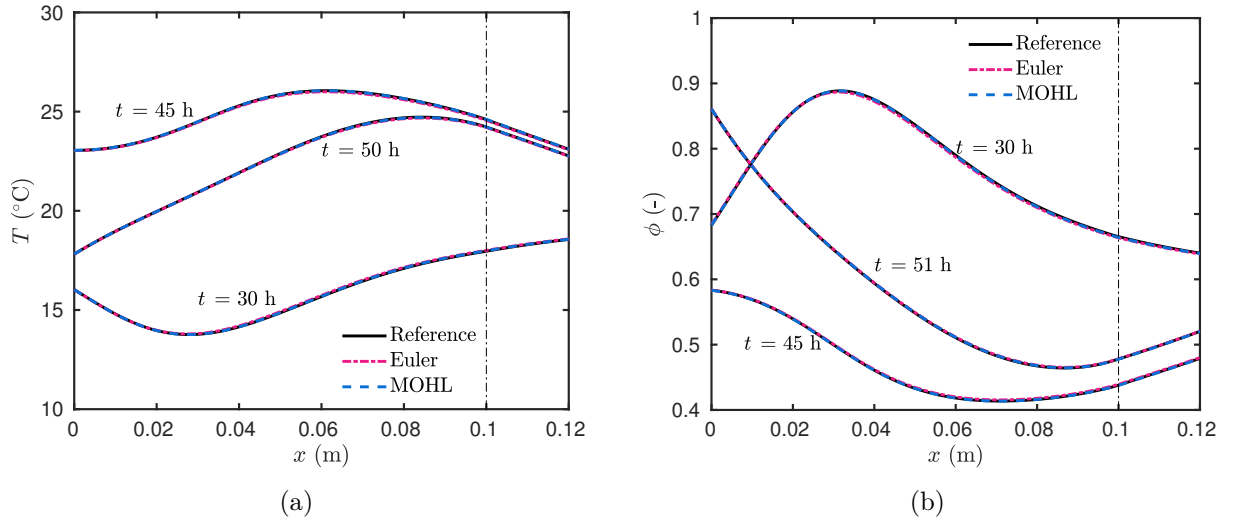 30
25
20
15
10
T (°C)
t = 45 h
t = 50 h
t = 30 h
Reference
Euler
MOHL
0
0.02
0.04
0.06
0.08
0.1
0.12
x (m)
(a)
1
0.9
0.8
0.7
0.6
0.5
0.4
ϕ (-)
Reference
Euler
MOHL
t = 30 h
t = 51 h
t = 45 h
0
0.02
0.04
0.06
0.08
0.1
0.12
x (m)
(b)